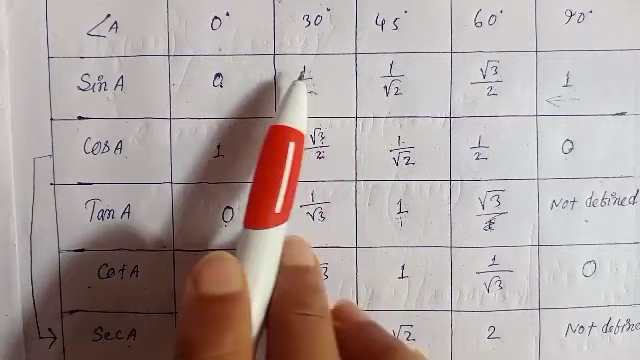 ∠A 0° 30° 45° 60° 90°
Sin A 0 1 1/√2 √3/2 1
Cos A 1 √3/2 1/√2 1/2 0
Tan A 0 1/√3 1 √3 Not defined
Cot A √3 1 1/√3 0
Sec A √2 2 Not defined